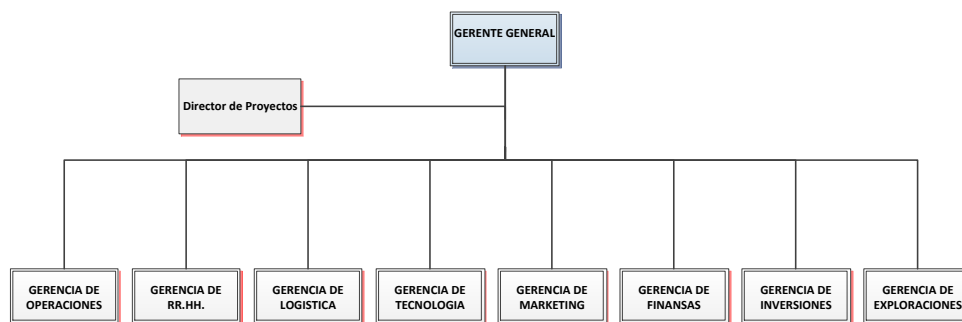 GERENTE GENERAL
Director de Proyectos
GERENCIA DE
OPERACIONES
GERENCIA DE
RR.HH.
GERENCIA DE
LOGISTICA
GERENCIA DE
TECNOLOGIA
GERENCIA DE
MARKETING
GERENCIA DE
FINANSAS
GERENCIA DE
INVERSIONES
GERENCIA DE
EXPLORACIONES